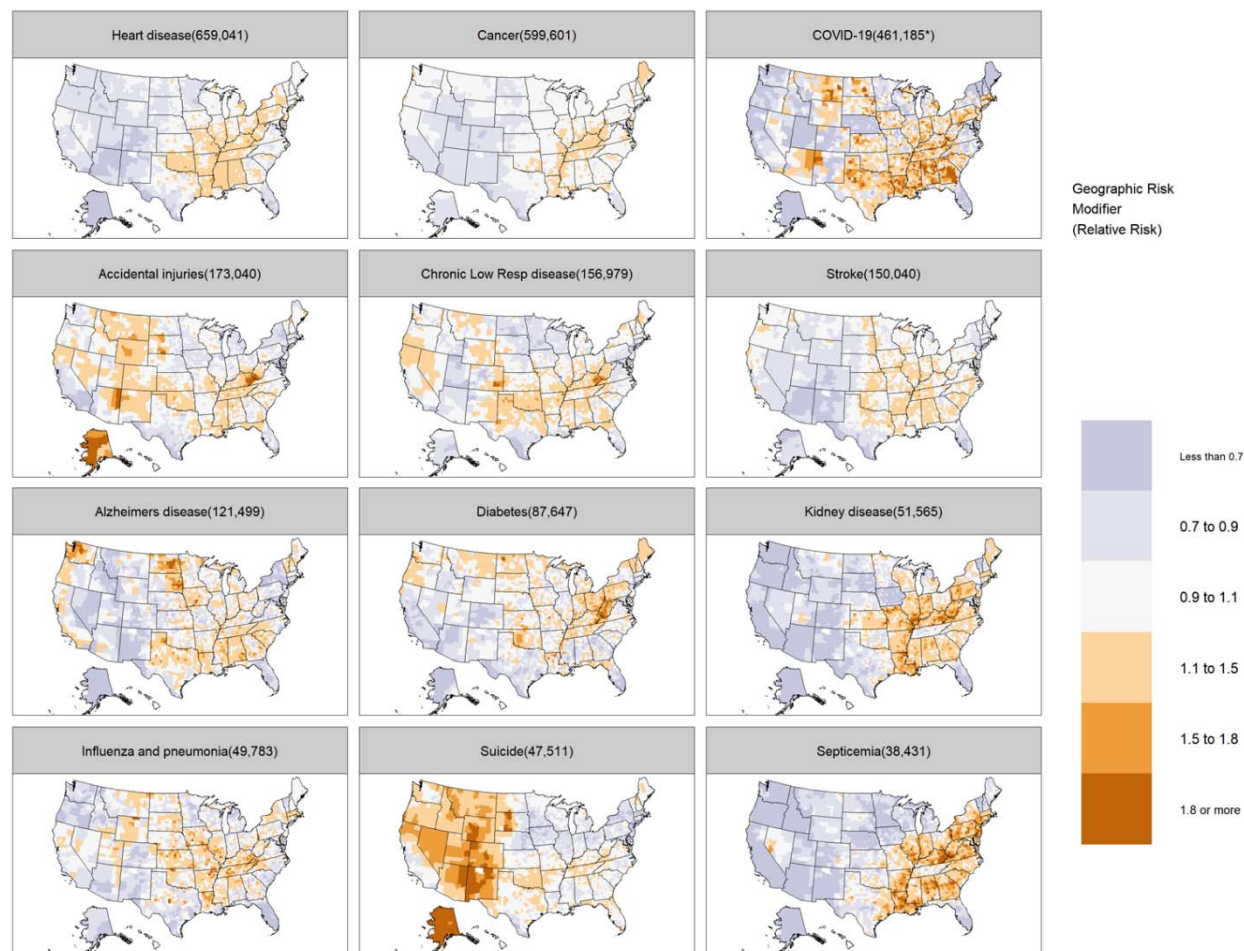 Heart disease(659,041)
Cancer(599,601)
COVID-19(461,185*)
Accidental injuries(173,040)
Chronic Low Resp disease(156,979)
Stroke(150,040)
Alzheimers disease(121,499)
Diabetes(87,647)
Kidney disease(51,565)
Influenza and pneumonia(49,783)
Suicide(47,511)
Septicemia(38,431)
Geographic Risk
Modifier
(Relative Risk)
Less than 0.7
0.7 to 0.9
0.9 to 1.1
1.1 to 1.5
1.5 to 1.8
1.8 or more